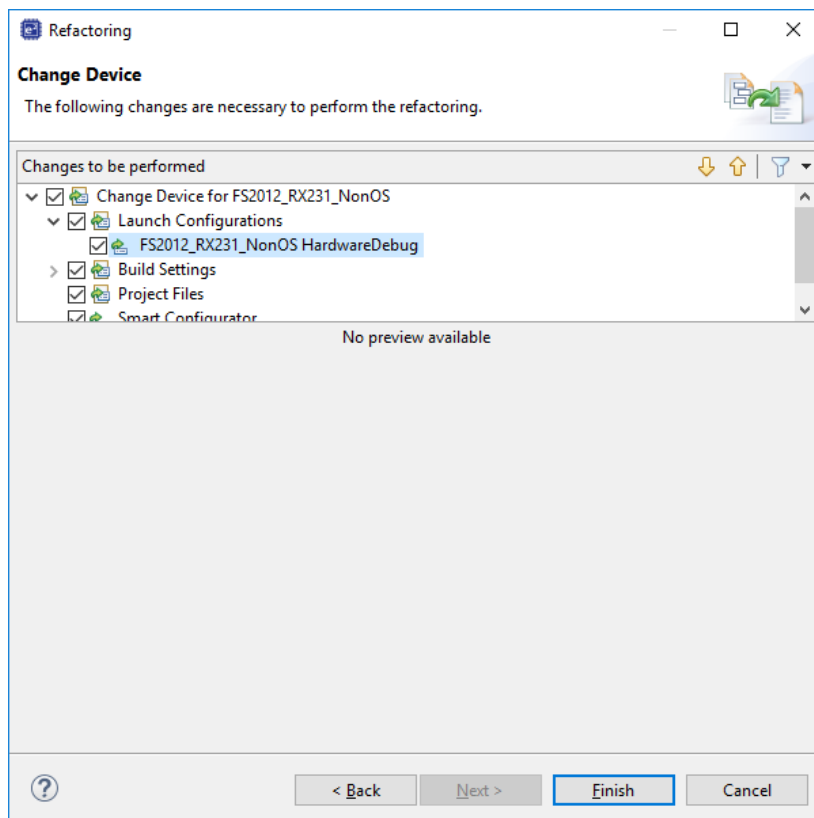 Refactoring
Change Device
The following changes are necessary to perform the refactoring.
Changes to be performed
Change Device for FS2012_RX231_NonOS
Launch Configurations
FS2012_RX231_NonOS HardwareDebug
Build Settings
Project Files
Smart Configurator
No preview available
< Back
Next >
Finish
Cancel